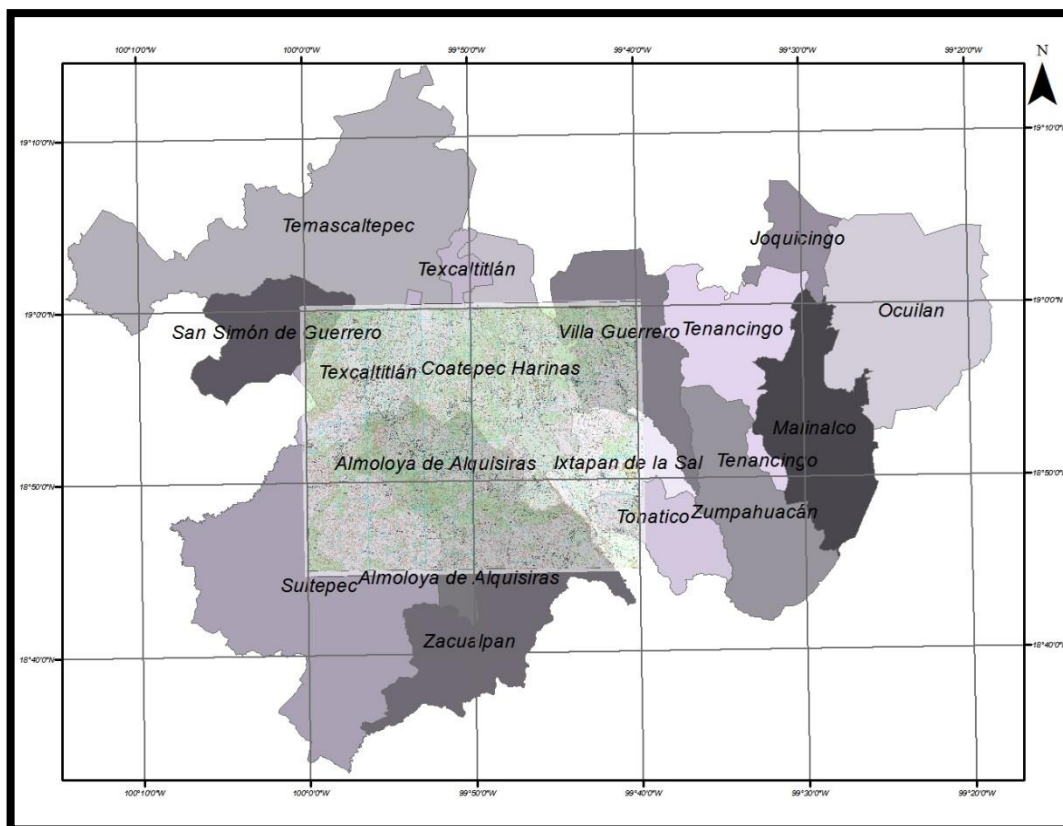 100°10'0"W 100°0'0"W 99°50'0"W 99°40'0"W 99°30'0"W 99°20'0"W
N
19°10'0"N 19°10'0"N
Temascaltepec
Joquicingo
Texcaltitlán
19°0'0"N 19°0'0"N
Ocuilan
San Simón de Guerrero Villa Guerrero Tenancingo
Texcaltitlán Coatepec Harinas
Malinalco
Almoloya de Alquisiras Ixtapan de la Sal Tenancingo
18°50'0"N 18°50'0"N
Tonatico Zumpahuacán
Sultepec Almoloya de Alquisiras
Zacualpan
18°40'0"N 18°40'0"N
100°10'0"W 100°0'0"W 99°50'0"W 99°40'0"W 99°30'0"W 99°20'0"W